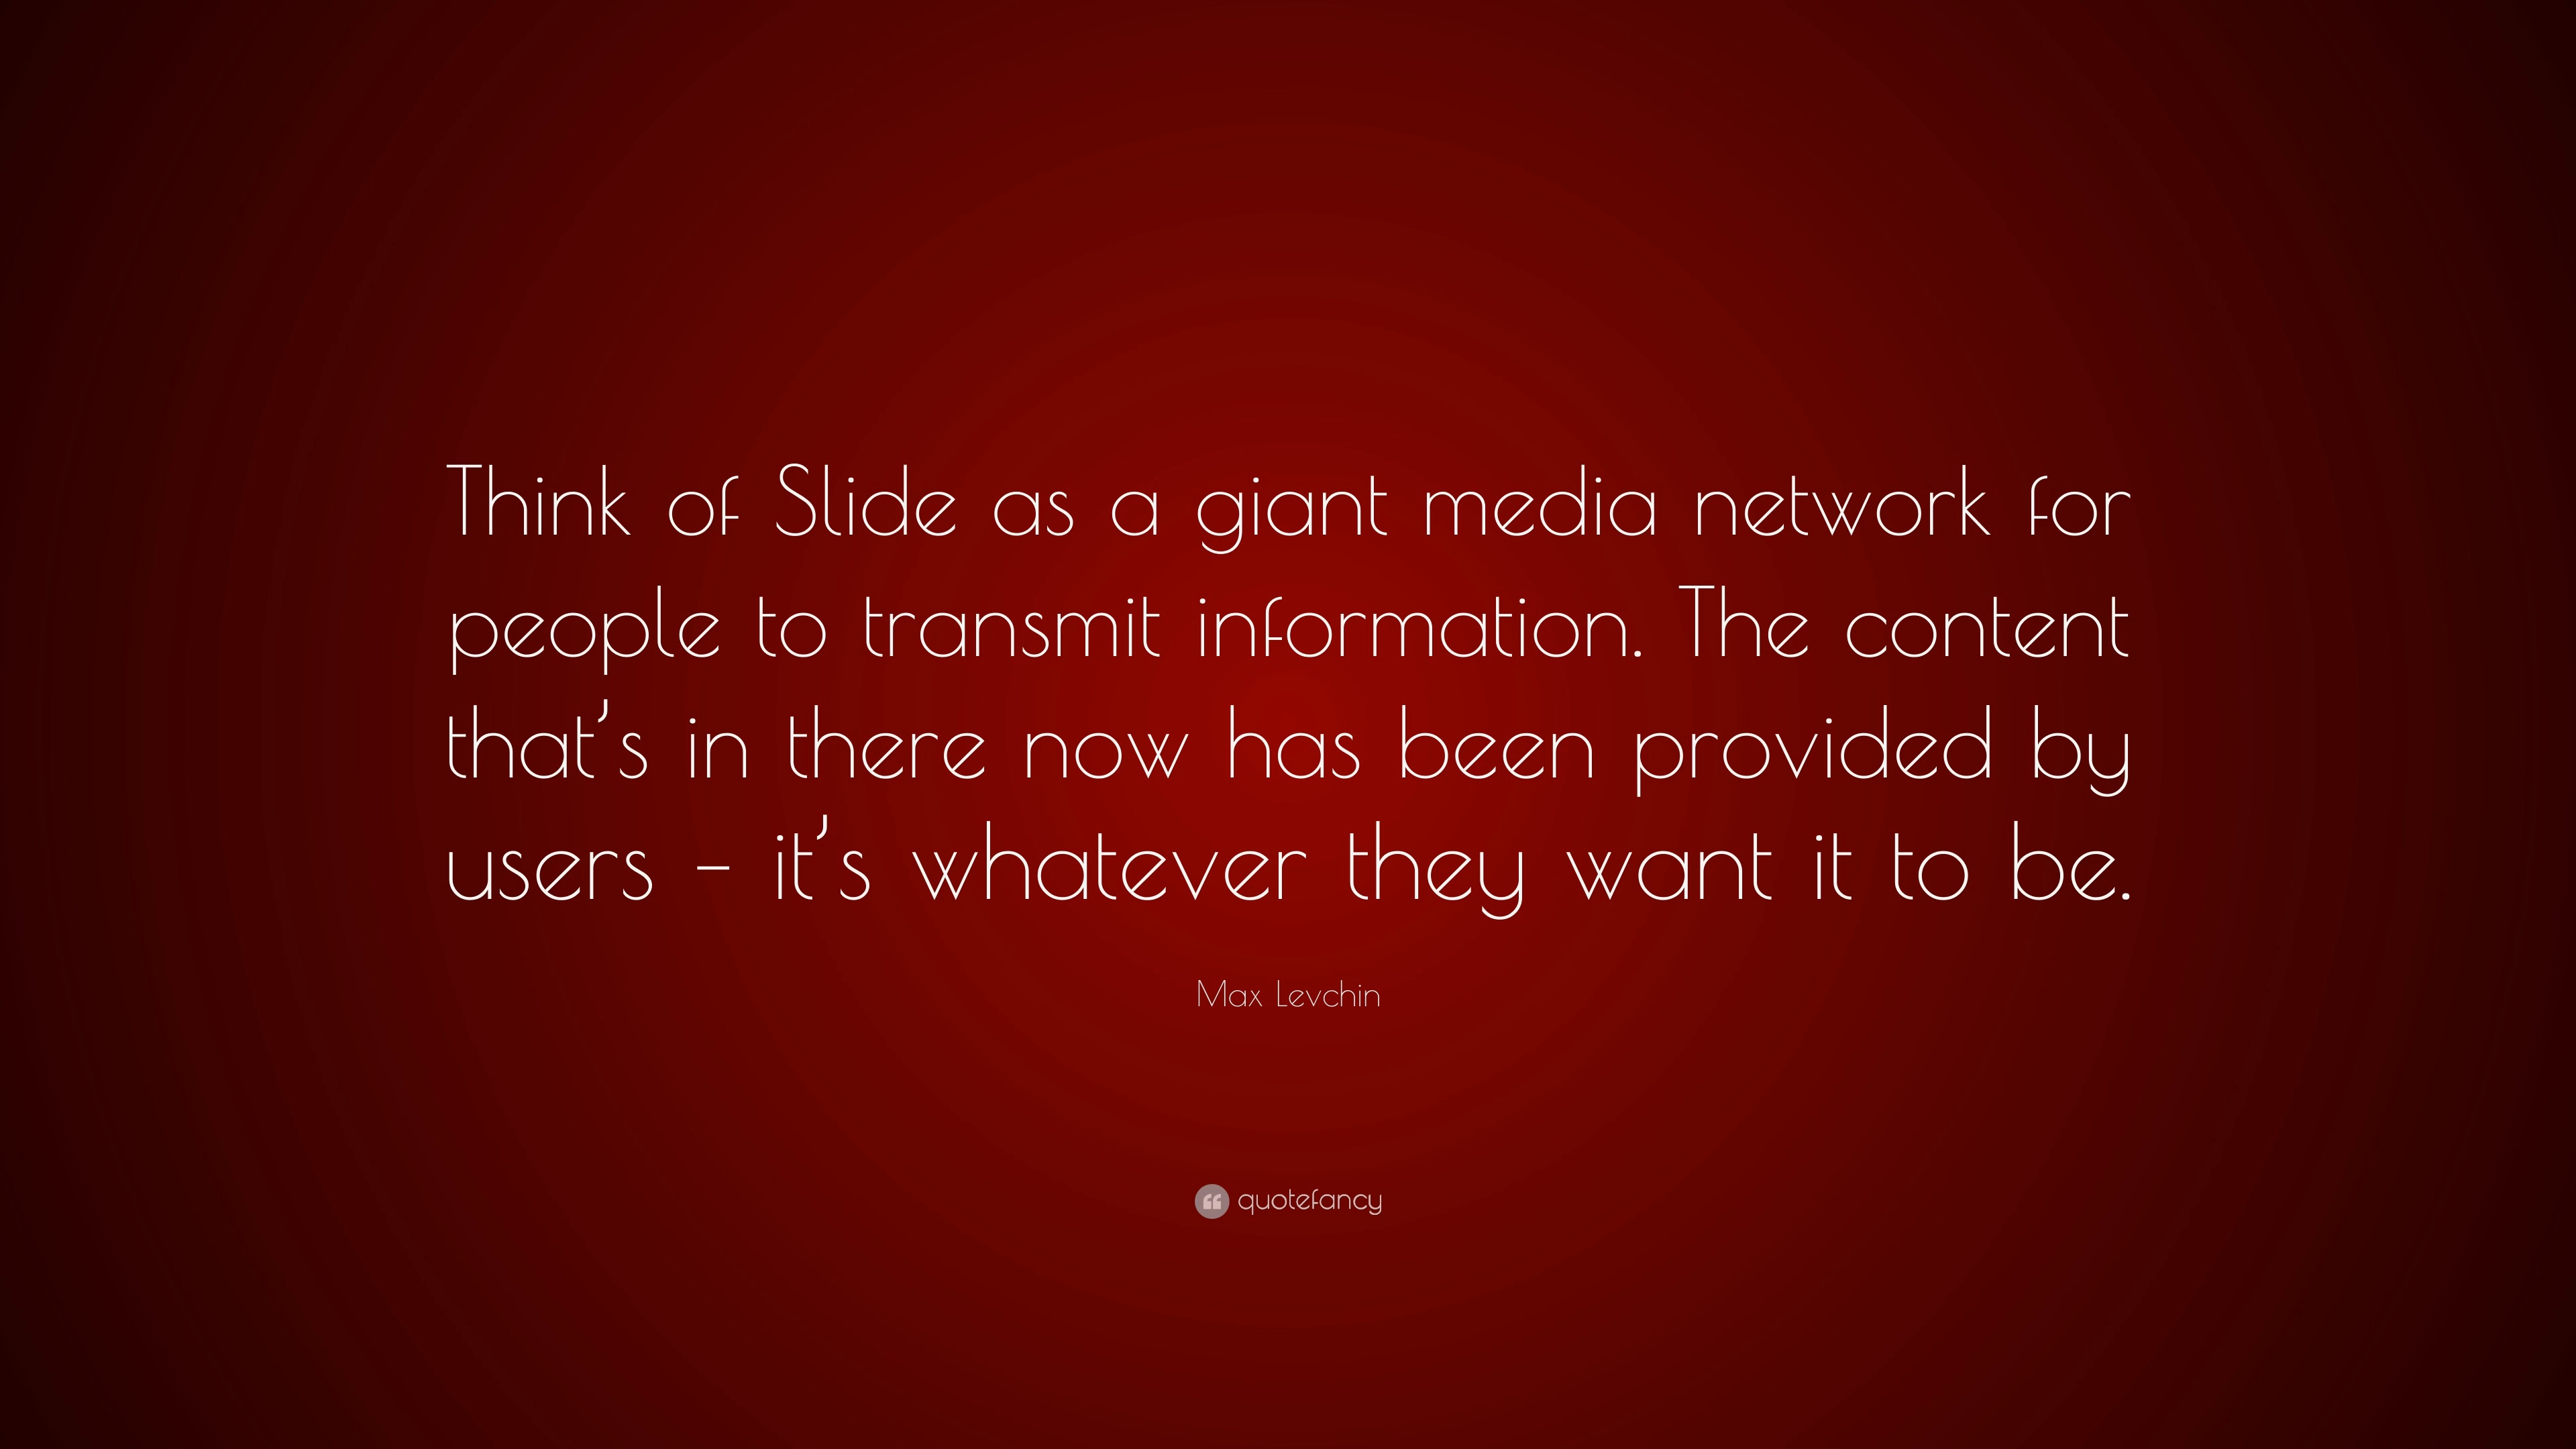 Think of Slide as a giant media network for
people to transmit information. The content
that’s in there now has been provided by
users – it’s whatever they want it to be.
Max Levchin
quotefancy